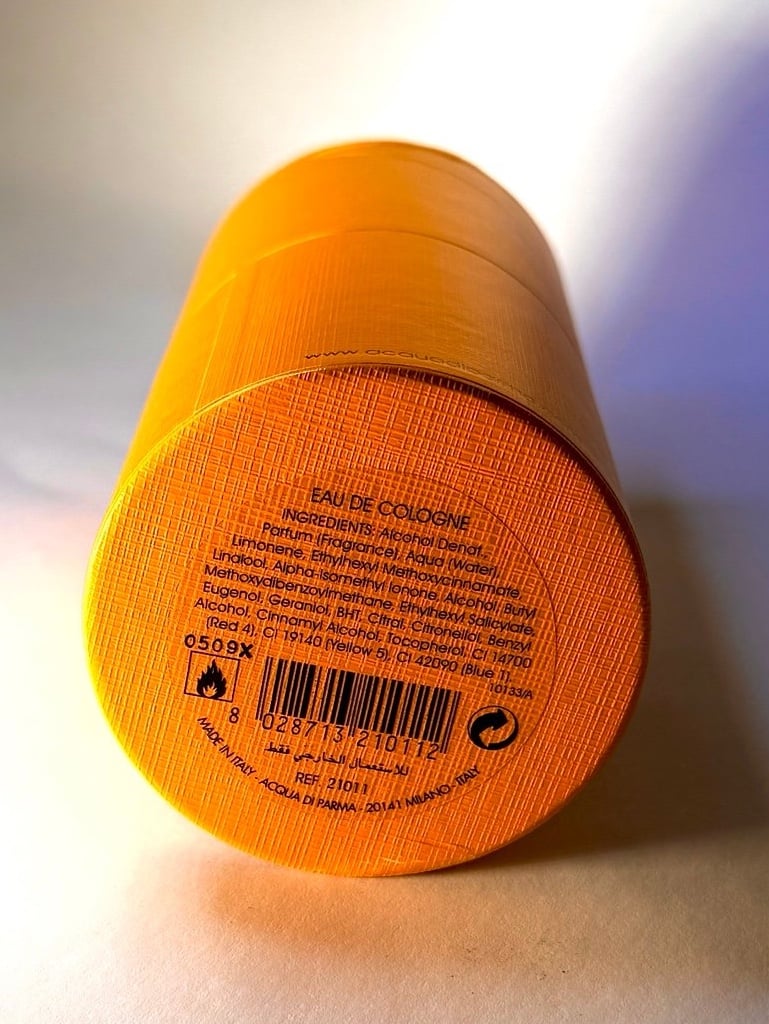 www.acquadipa
EAU DE COLOGNE
INGREDIENTS: Alcohol Denat.,
Parfum (Fragrance), Aqua (Water),
Limonene, Ethylhexyl Methoxycinnamate,
Linalool, Alpha-Isomethyl Ionone, Alcohol, Butyl
Methoxydibenzoylmethane, Ethylhexyl Salicylate,
Eugenol, Geraniol, BHT, Citral, Citronellol, Benzyl
Alcohol, Cinnamyl Alcohol, Tocopherol, CI 14700
(Red 4), CI 19140 (Yellow 5), CI 42090 (Blue 1).
10133/A
0509X
8 028713 210112
للاستعمال الخارجي فقط
REF. 21011
MADE IN ITALY - ACQUA DI PARMA - 20141 MILANO - ITALY